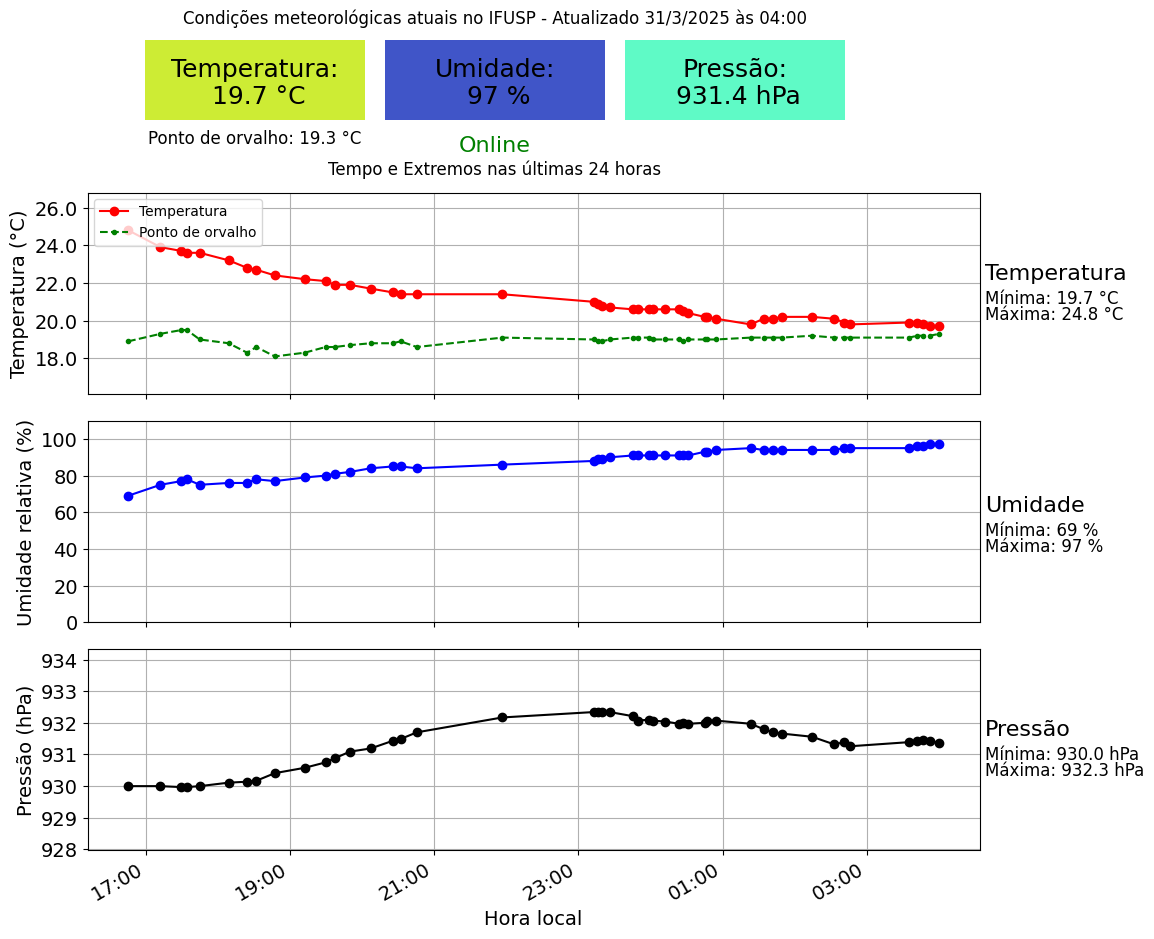 Condições meteorológicas atuais no IFUSP - Atualizado 31/3/2025 às 04:00
Temperatura:
19.7 °C
Umidade:
97 %
Pressão:
931.4 hPa
Ponto de orvalho: 19.3 °C
Online
Tempo e Extremos nas últimas 24 horas
Temperatura (°C)
26.0
24.0
22.0
20.0
18.0
Temperatura
Ponto de orvalho
Temperatura
Mínima: 19.7 °C
Máxima: 24.8 °C
Umidade relativa (%)
100
80
60
40
20
0
Umidade
Mínima: 69 %
Máxima: 97 %
Pressão (hPa)
934
933
932
931
930
929
928
Pressão
Mínima: 930.0 hPa
Máxima: 932.3 hPa
17:00
19:00
21:00
23:00
01:00
03:00
Hora local